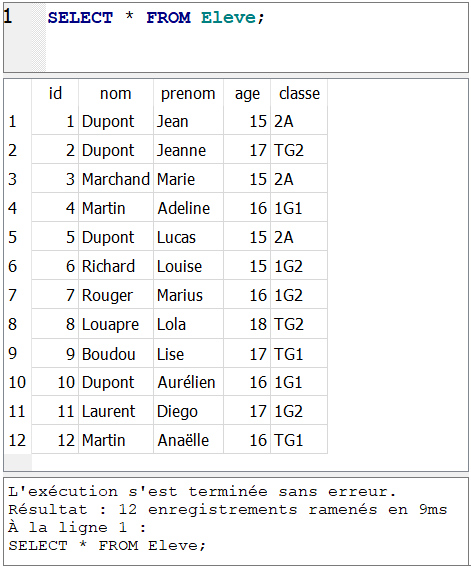 1 SELECT * FROM Eleve;
id nom prenom age classe
1 1 Dupont Jean 15 2A
2 2 Dupont Jeanne 17 TG2
3 3 Marchand Marie 15 2A
4 4 Martin Adeline 16 1G1
5 5 Dupont Lucas 15 2A
6 6 Richard Louise 15 1G2
7 7 Rouger Marius 16 1G2
8 8 Louapre Lola 18 TG2
9 9 Boudou Lise 17 TG1
10 10 Dupont Aurélien 16 1G1
11 11 Laurent Diego 17 1G2
12 12 Martin Anaëlle 16 TG1
L'exécution s'est terminée sans erreur.
Résultat : 12 enregistrements ramenés en 9ms
À la ligne 1 :
SELECT * FROM Eleve;